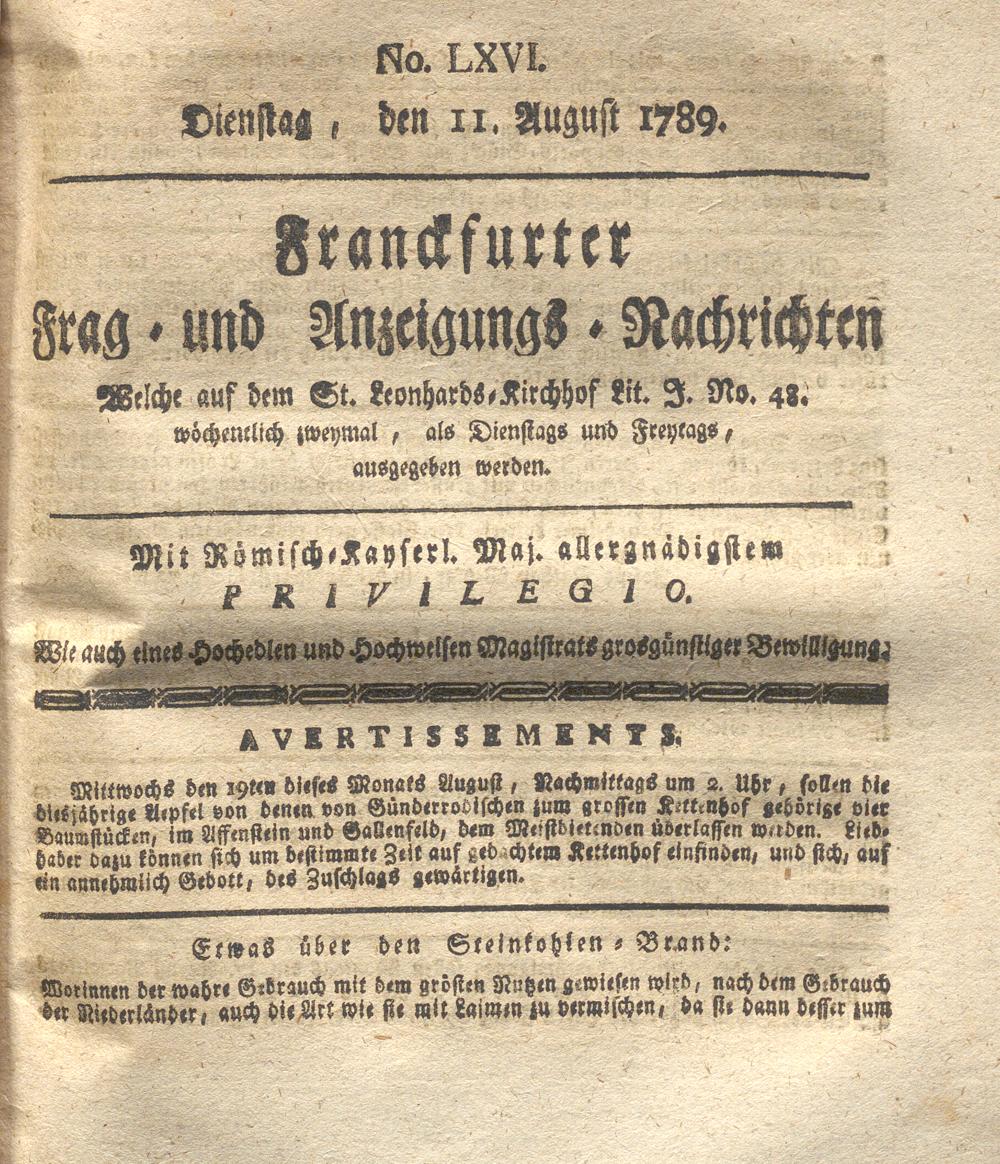 No. LXVI.
Dienstag, den 11. August 1789.
Franckfurter
Frag- und Anzeigungs-Nachrichten
Welche auf dem St. Leonhards-Kirchhof Lit. J. No. 48.
wöchentlich zweymal, als Dienstags und Freytags,
ausgegeben werden.
Mit Römisch-Kayserl. Maj. allergnädigstem
PRIVILEGIO.
Wie auch eines Hochedlen und Hochweisen Magistrats grosgünstiger Bewilligung.
AVERTISSEMENTS.
Mittwochs den 19ten dieses Monats August, Nachmittags um 2. Uhr, sollen die
diesjährige Aepfel von denen von Günderrodischen zum grossen Kettenhof gehörige vier
Baumstücken, im Affenstein und Gallenfeld, dem Meistbietenden überlassen werden. Lieb-
haber dazu können sich um bestimmte Zeit auf gedachtem Kettenhof einfinden, und sich, auf
ein annehmlich Gebott, des Zuschlags gewärtigen.
Etwas über den Steinkohlen-Brand:
Worinnen der wahre Gebrauch mit dem grösten Nutzen gewiesen wird, nach dem Gebrauch
der Niederländer, auch die Art wie sie mit Laimen zu vermischen, da sie dann besser zum